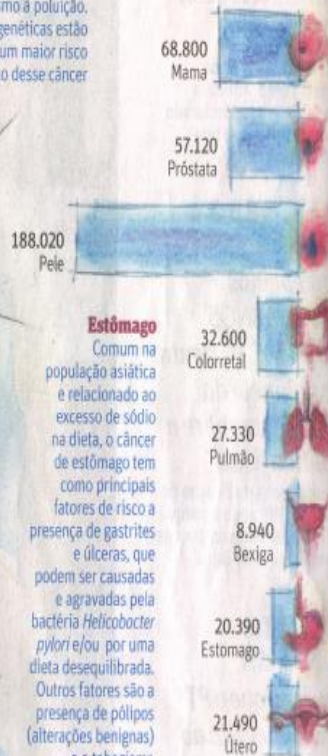 smo à poluição.
genéticas estão
um maior risco
o desse câncer
68.800
Mama
57.120
Próstata
188.020
Pele
32.600
Colorretal
27.330
Pulmão
8.940
Bexiga
20.390
Estomago
21.490
Útero
Estômago
Comum na
população asiática
e relacionado ao
excesso de sódio
na dieta, o câncer
de estômago tem
como principais
fatores de risco a
presença de gastrites
e úlceras, que
podem ser causadas
e agravadas pela
bactéria Helicobacter
pylori e/ou por uma
dieta desequilibrada.
Outros fatores são a
presença de pólipos
(alterações benignas)